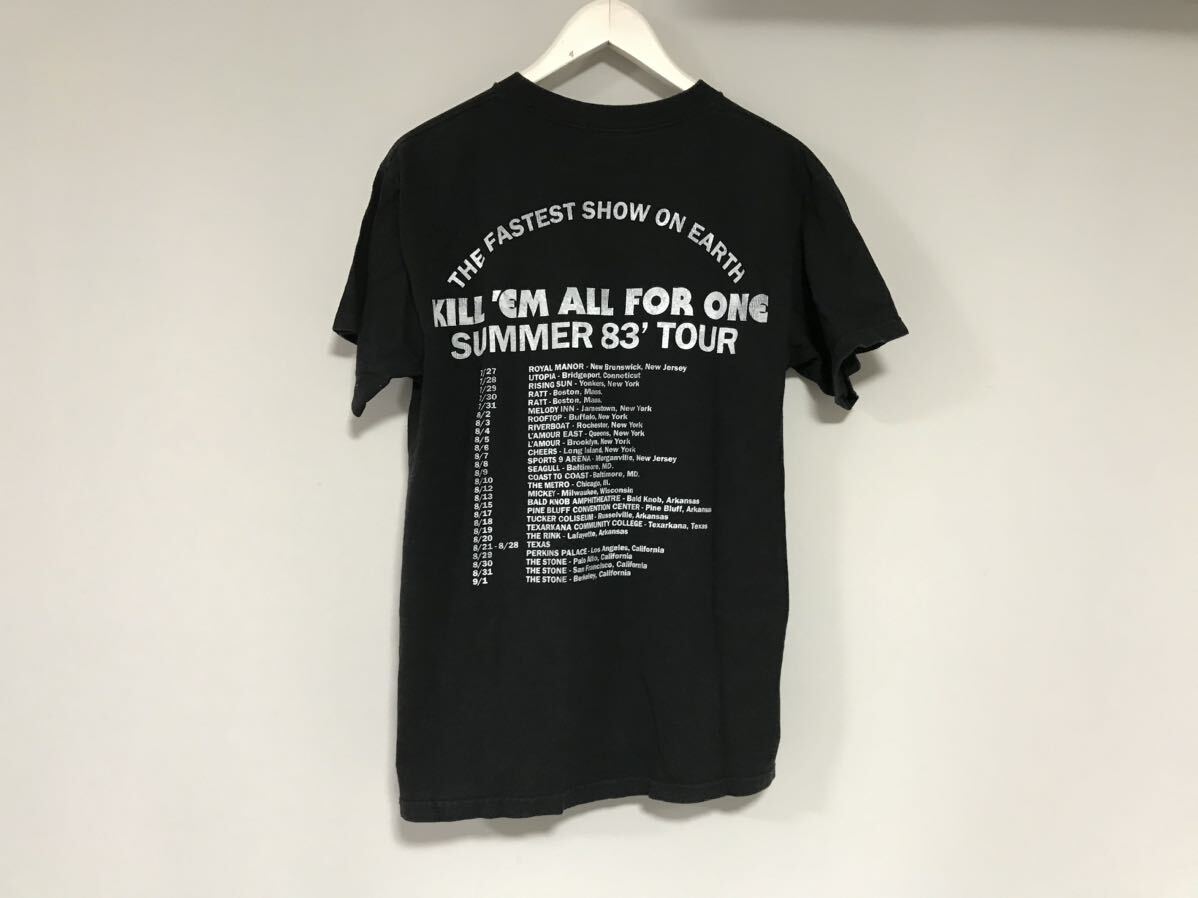 4
THE FASTEST SHOW ON EARTH
KILL 'EM ALL FOR ONE
SUMMER 83' TOUR
7/27 ROYAL MANOR - New Brunswick, New Jersey
7/28 UTOPIA - Bridgeport, Connecticut
7/29 RISING SUN - Yonkers, New York
7/30 RATT - Boston, Mass.
7/31 RATT - Boston, Mass.
8/2 MELODY INN - Jamestown, New York
8/3 ROOFTOP - Buffalo, New York
8/4 RIVERBOAT - Rochester, New York
8/5 L'AMOUR EAST - Queens, New York
8/6 L'AMOUR - Brooklyn, New York
8/7 CHEERS - Long Island, New York
8/8 SPORTS 9 ARENA - Morganville, New Jersey
8/9 SEAGULL - Baltimore, MD.
8/10 COAST TO COAST - Baltimore, MD.
8/12 THE METRO - Chicago, Ill.
8/13 MICKEY - Milwaukee, Wisconsin
8/15 BALD KNOB AMPHITHEATRE - Bald Knob, Arkansas
8/17 PINE BLUFF CONVENTION CENTER - Pine Bluff, Arkansas
8/18 TUCKER COLISEUM - Russelville, Arkansas
8/19 TEXARKANA COMMUNITY COLLEGE - Texarkana, Texas
8/20 THE RINK - Lafayette, Arkansas
8/21 - 8/28 TEXAS
8/29 PERKINS PALACE - Los Angeles, California
8/30 THE STONE - Palo Alto, California
8/31 THE STONE - San Francisco, California
9/1 THE STONE - Berkeley, California